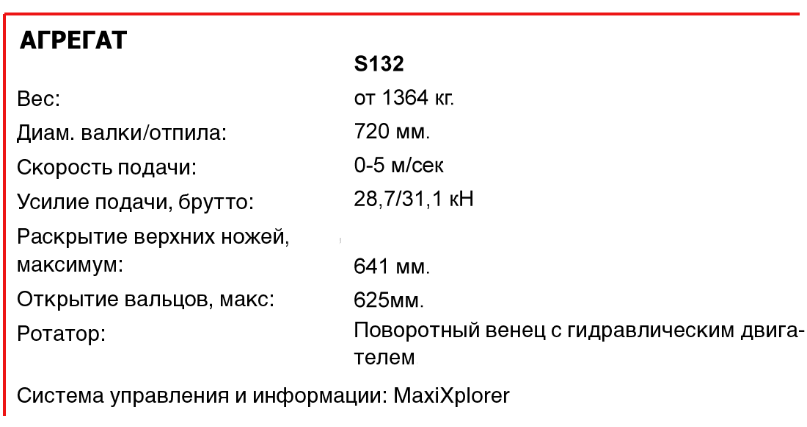 АГРЕГАТ
S132
Вес: от 1364 кг.
Диам. валки/отпила: 720 мм.
Скорость подачи: 0-5 м/сек
Усилие подачи, брутто: 28,7/31,1 кН
Раскрытие верхних ножей,
максимум: 641 мм.
Открытие вальцов, макс: 625мм.
Ротатор: Поворотный венец с гидравлическим двига-
телем
Система управления и информации: MaxiXplorer